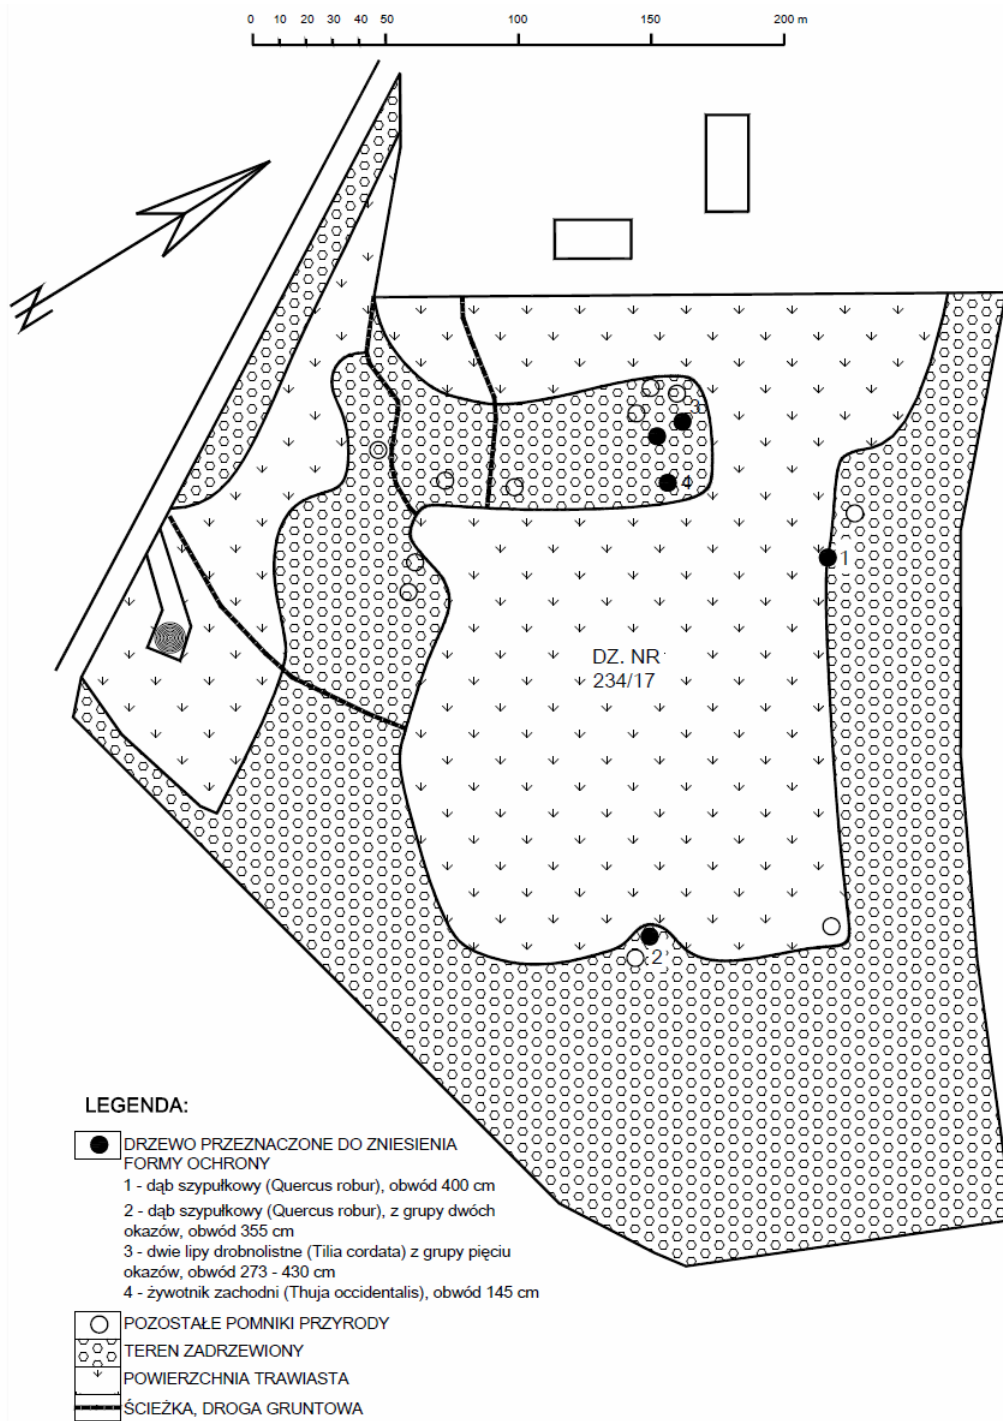 0 10 20 30 40 50 100 150 200 m
N
3
4
1
DZ. NR
234/17
2
LEGENDA:
DRZEWO PRZEZNACZONE DO ZNIESIENIA
FORMY OCHRONY
1 - dąb szypułkowy (Quercus robur), obwód 400 cm
2 - dąb szypułkowy (Quercus robur), z grupy dwóch
okazów, obwód 355 cm
3 - dwie lipy drobnolistne (Tilia cordata) z grupy pięciu
okazów, obwód 273 - 430 cm
4 - żywotnik zachodni (Thuja occidentalis), obwód 145 cm
POZOSTAŁE POMNIKI PRZYRODY
TEREN ZADRZEWIONY
POWIERZCHNIA TRAWIASTA
ŚCIEŻKA, DROGA GRUNTOWA